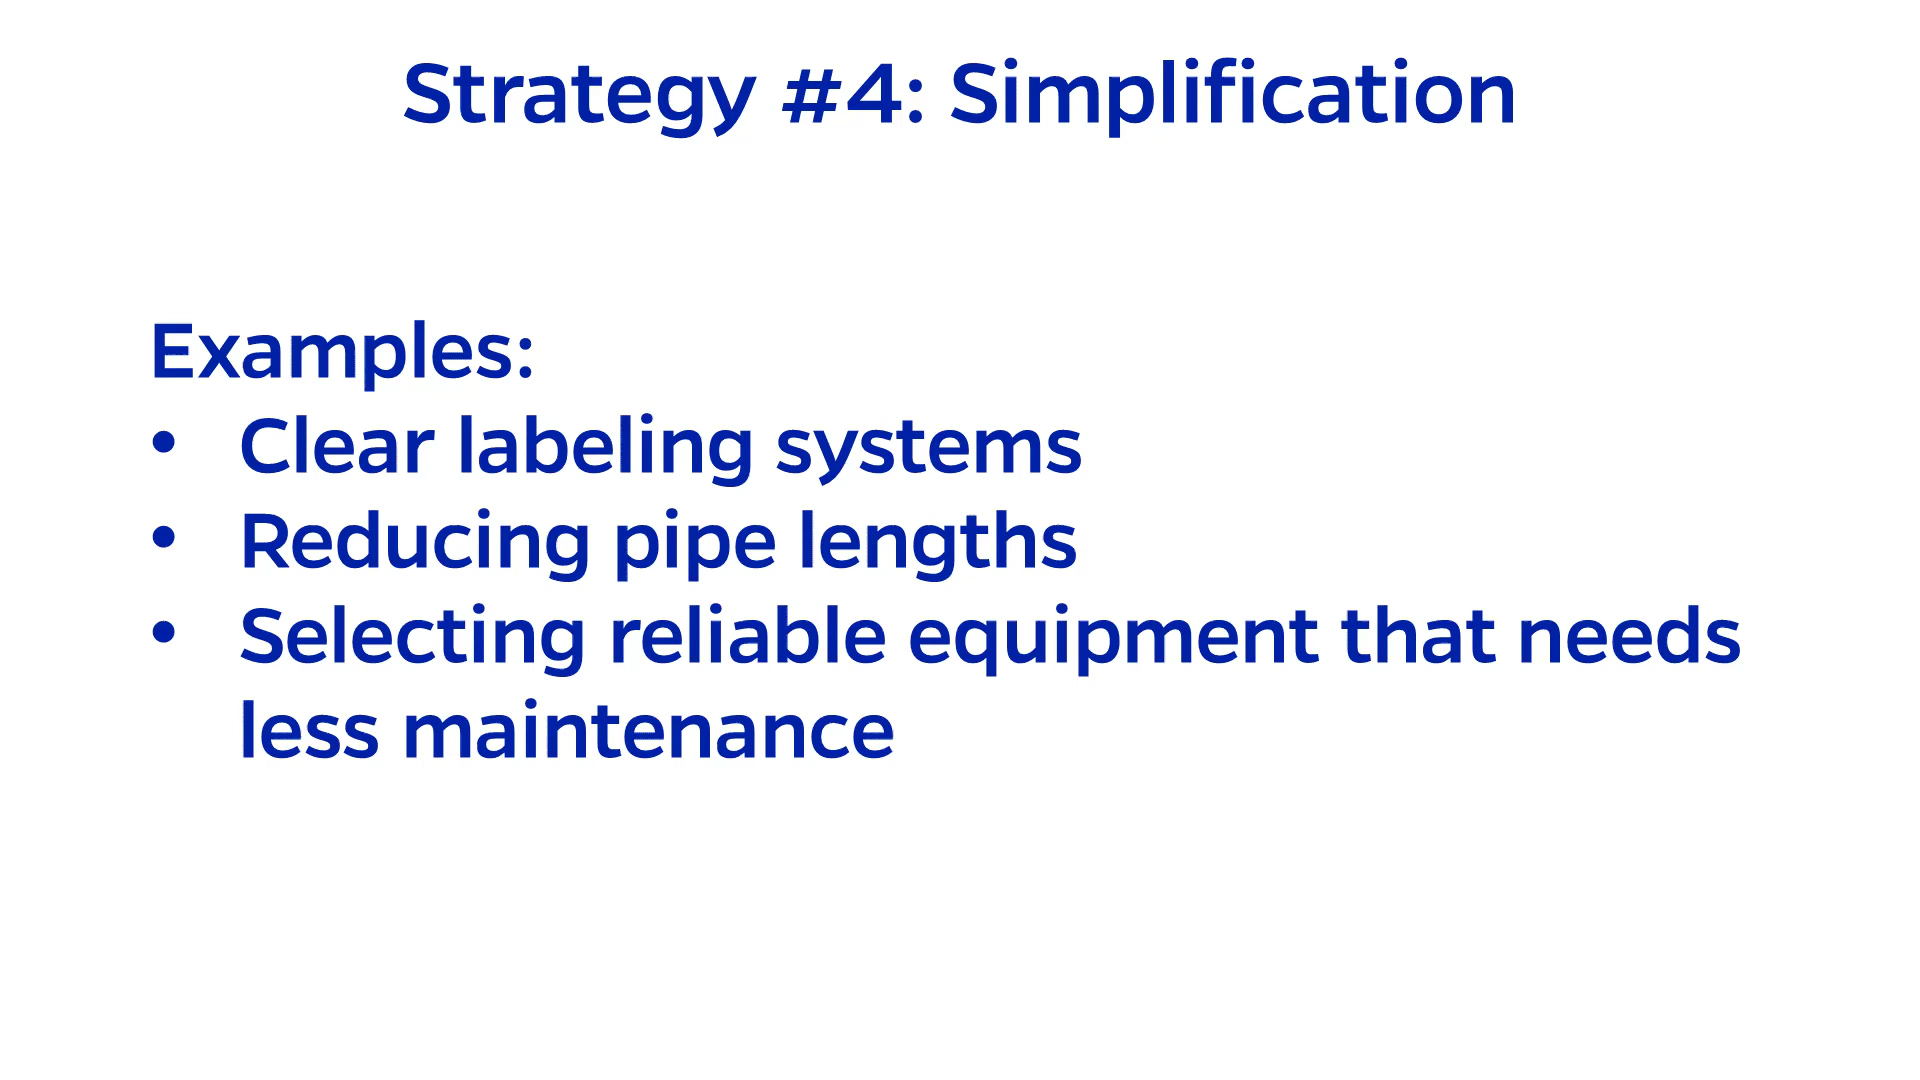 Strategy #4: Simplification
Examples:
• Clear labeling systems
• Reducing pipe lengths
• Selecting reliable equipment that needs
less maintenance